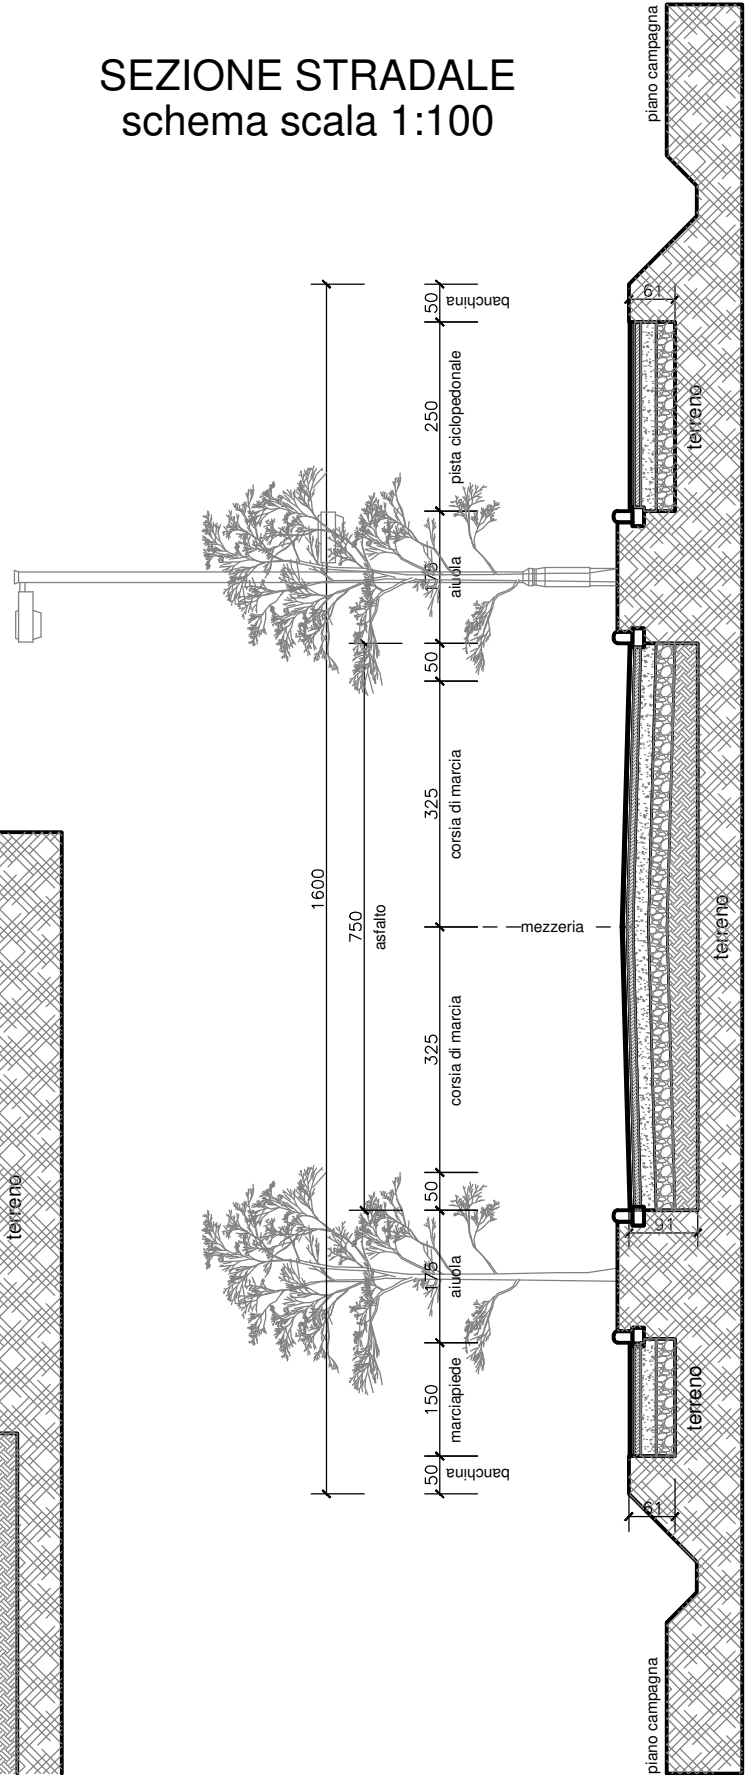 SEZIONE STRADALE
schema scala 1:100
piano campagna
61
50
banchina
250
pista ciclopedonale
terreno
175
aiuola
50
325
corsia di marcia
1600
750
asfalto
mezzeria
terreno
325
corsia di marcia
terreno
50
91
175
aiuola
150
marciapiede
terreno
50
banchina
61
piano campagna